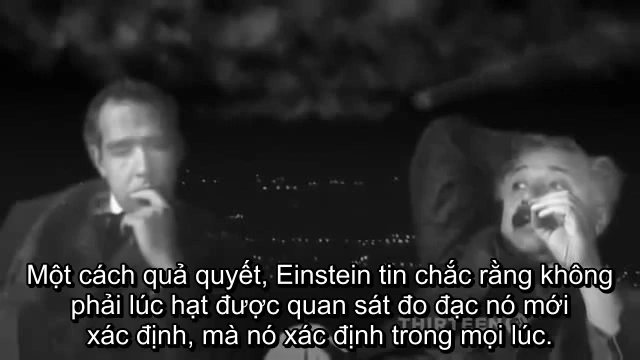 Một cách quả quyết, Einstein tin chắc rằng không
phải lúc hạt được quan sát đo đạc nó mới
xác định, mà nó xác định trong mọi lúc.
THIRTEEN